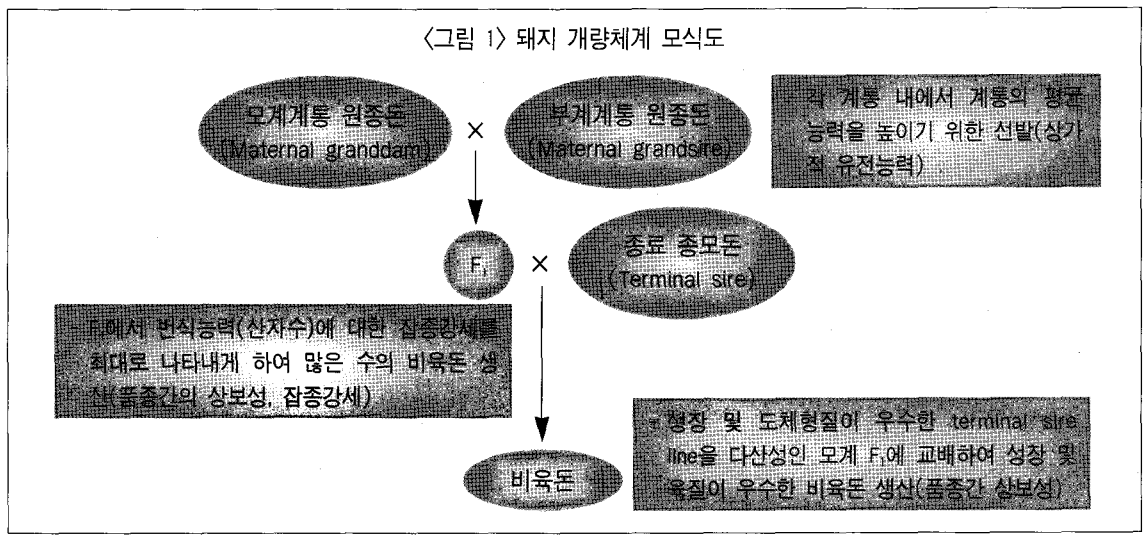 〈그림 1〉 돼지 개량체계 모식도
모계계통 원종돈
(Maternal granddam)
×
부계계통 원종돈
(Maternal grandsire)
- 각 계통 내에서 계통의 평균
능력을 높이기 위한 선발(상가
적 유전능력)
F₁
×
종료 종모돈
(Terminal sire)
- F₁에서 번식능력(산자수)에 대한 잡종강세를
최대로 나타내게 하여 많은 수의 비육돈 생
산(품종간의 상보성, 잡종강세)
- 성장 및 도체형질이 우수한 terminal sire
line을 다산성인 모계 F₁에 교배하여 성장 및
육질이 우수한 비육돈 생산(품종간 상보성)
비육돈